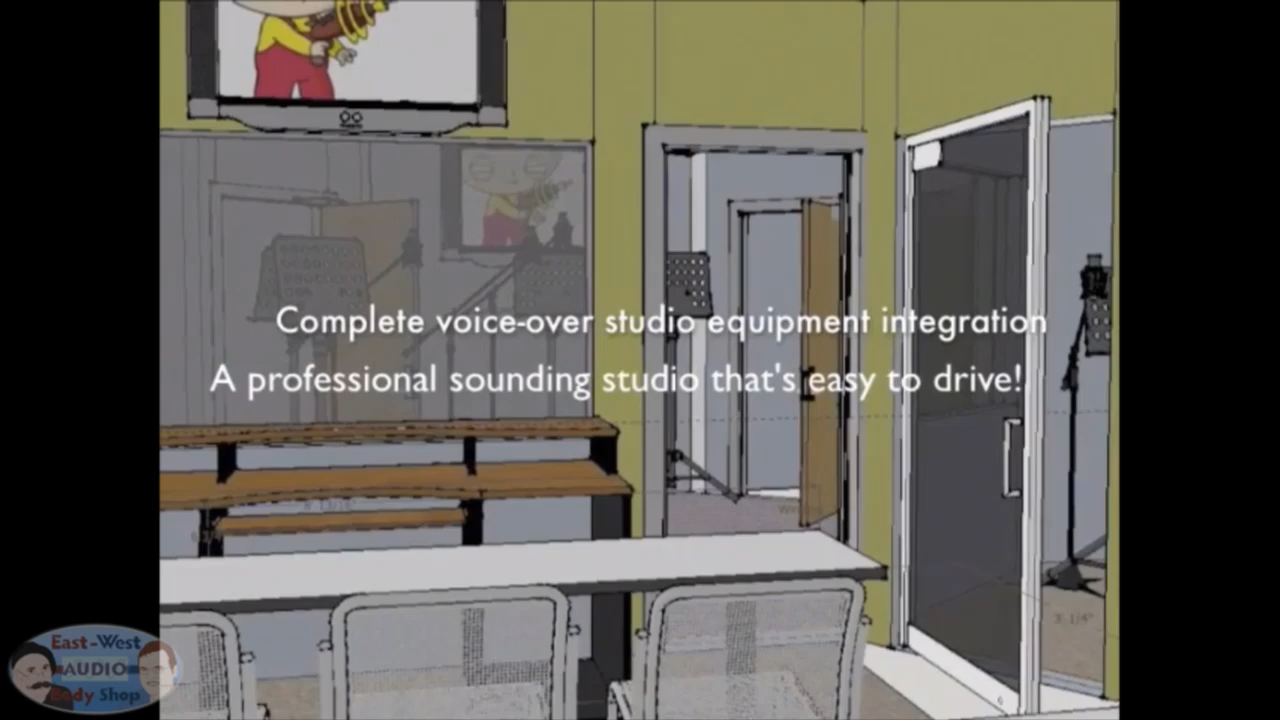 Complete voice-over studio equipment integration
A professional sounding studio that's easy to drive!
East-West
AUDIO
Body Shop